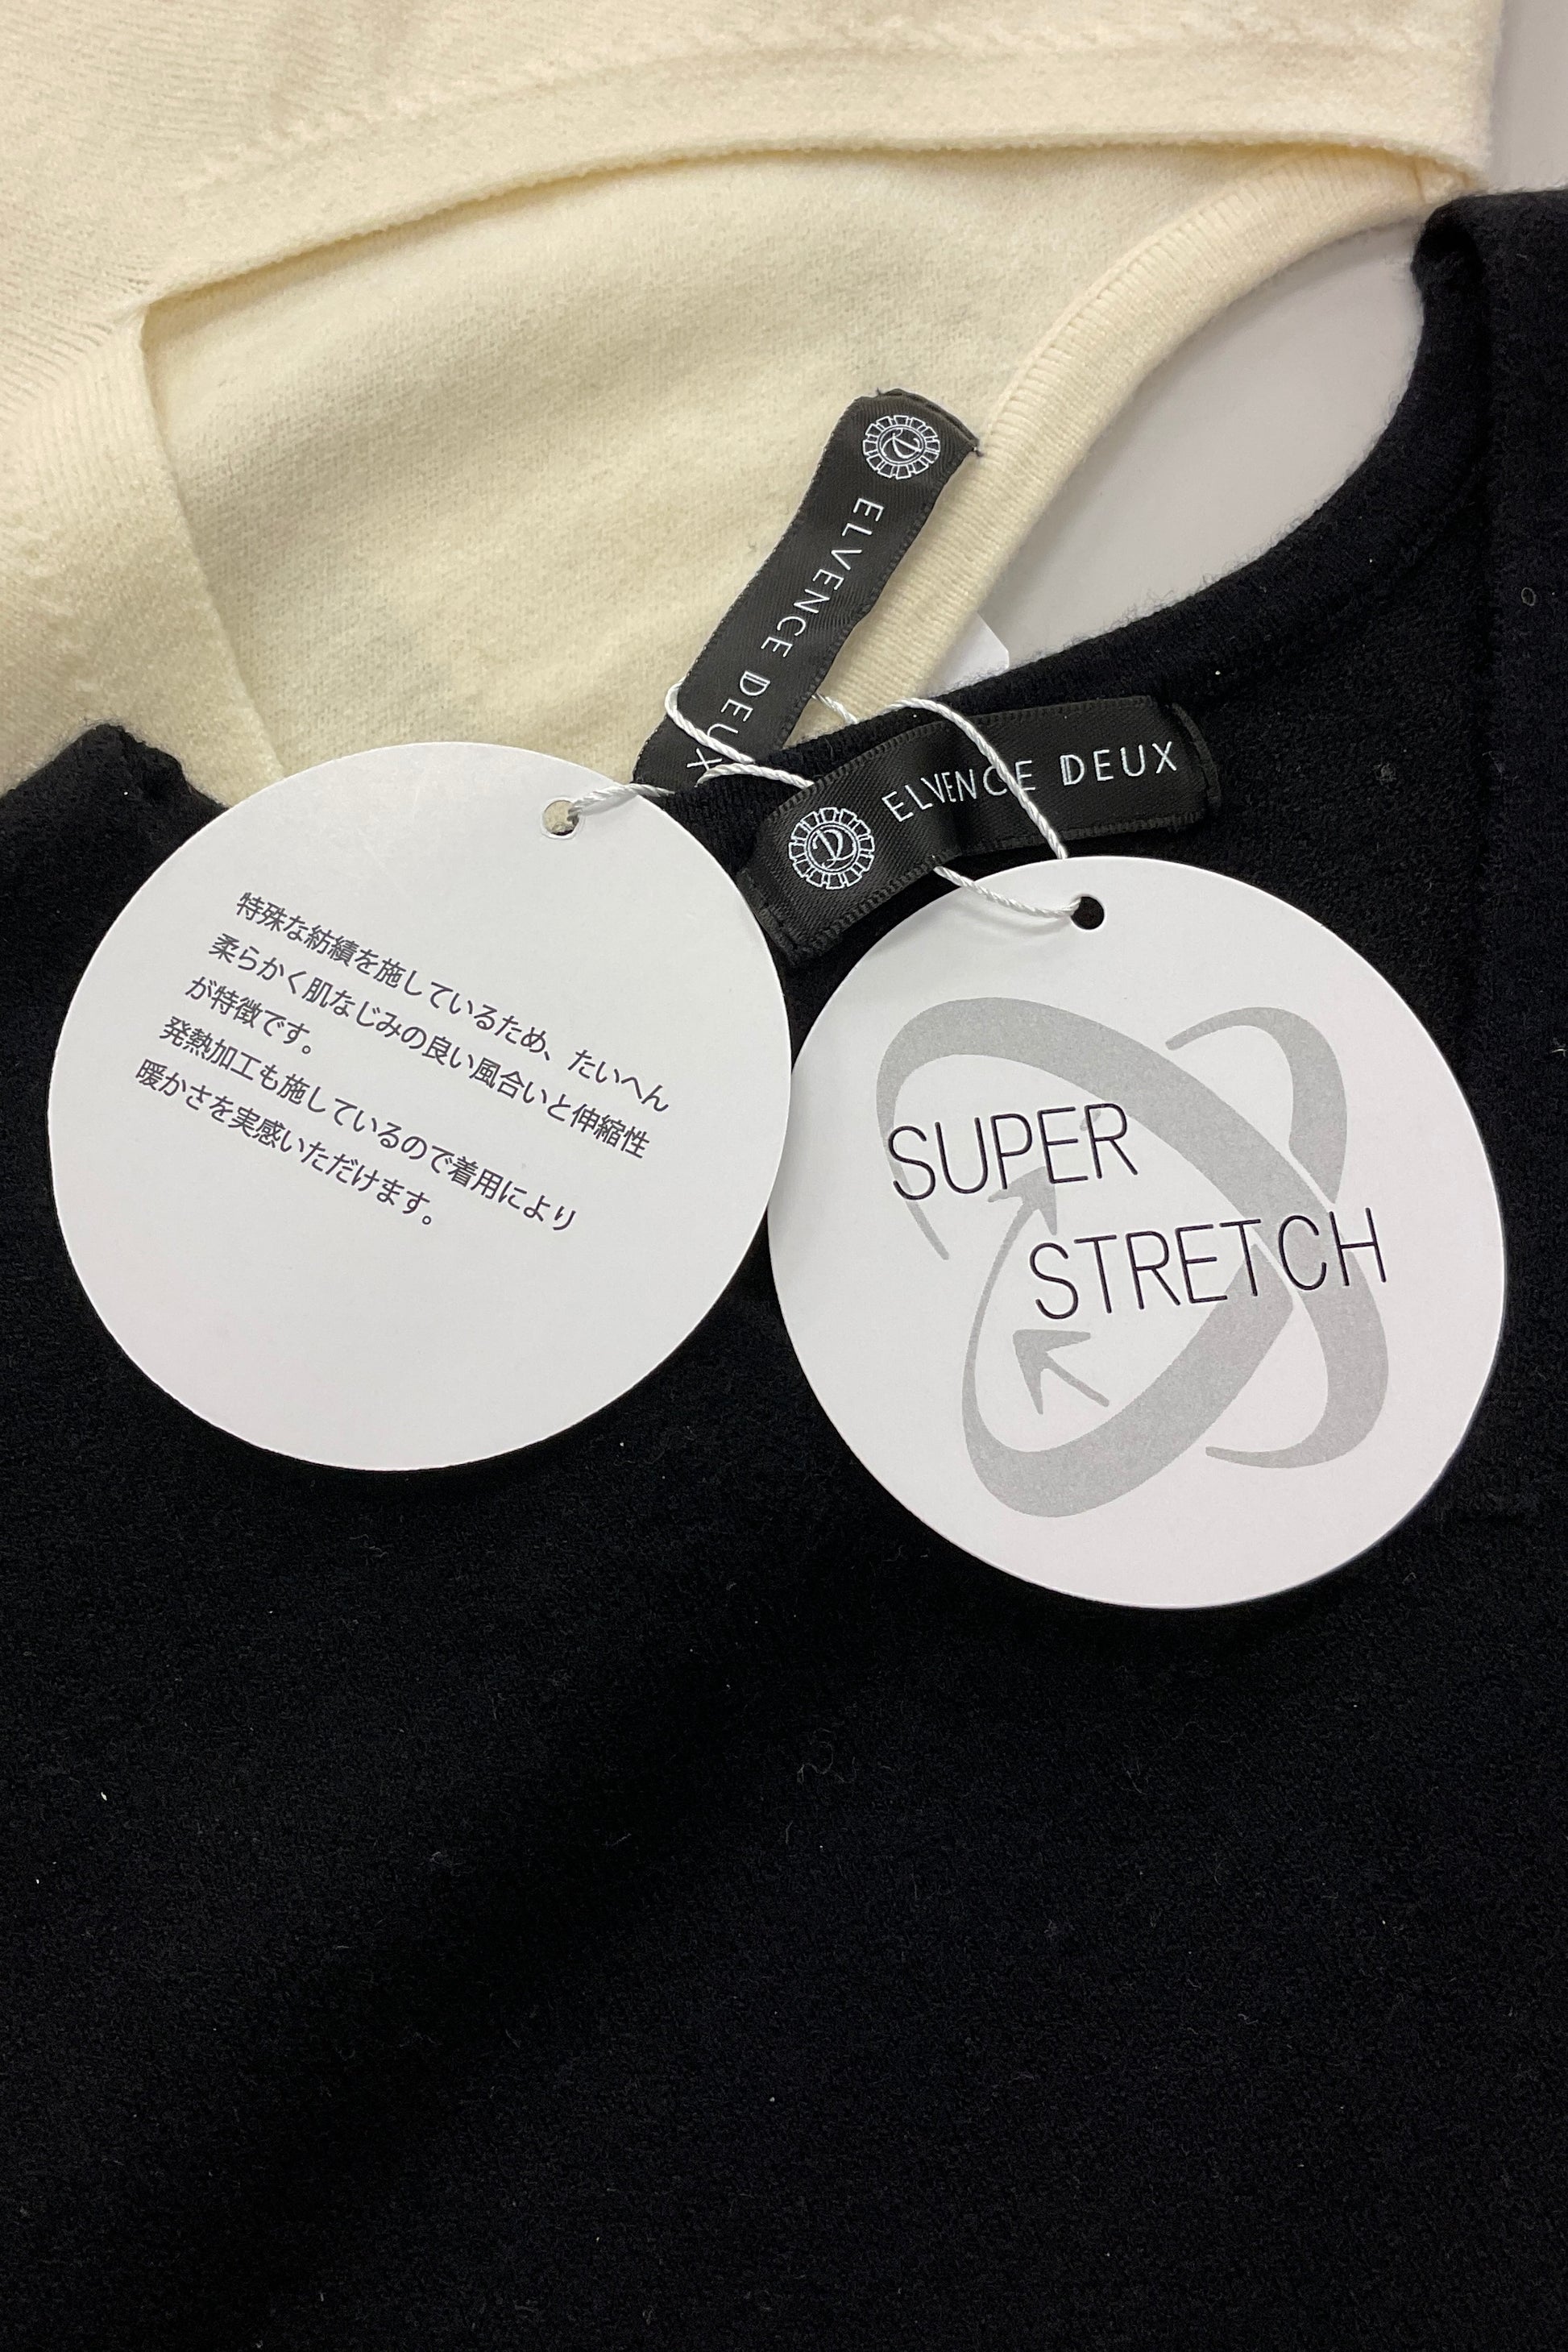 ELVENCE DEUX
ELVENCE DEUX
特殊な紡績を施しているため、たいへん
柔らかく肌なじみの良い風合いと伸縮性
が特徴です。
発熱加工も施しているので着用により
暖かさを実感いただけます。
SUPER
STRETCH